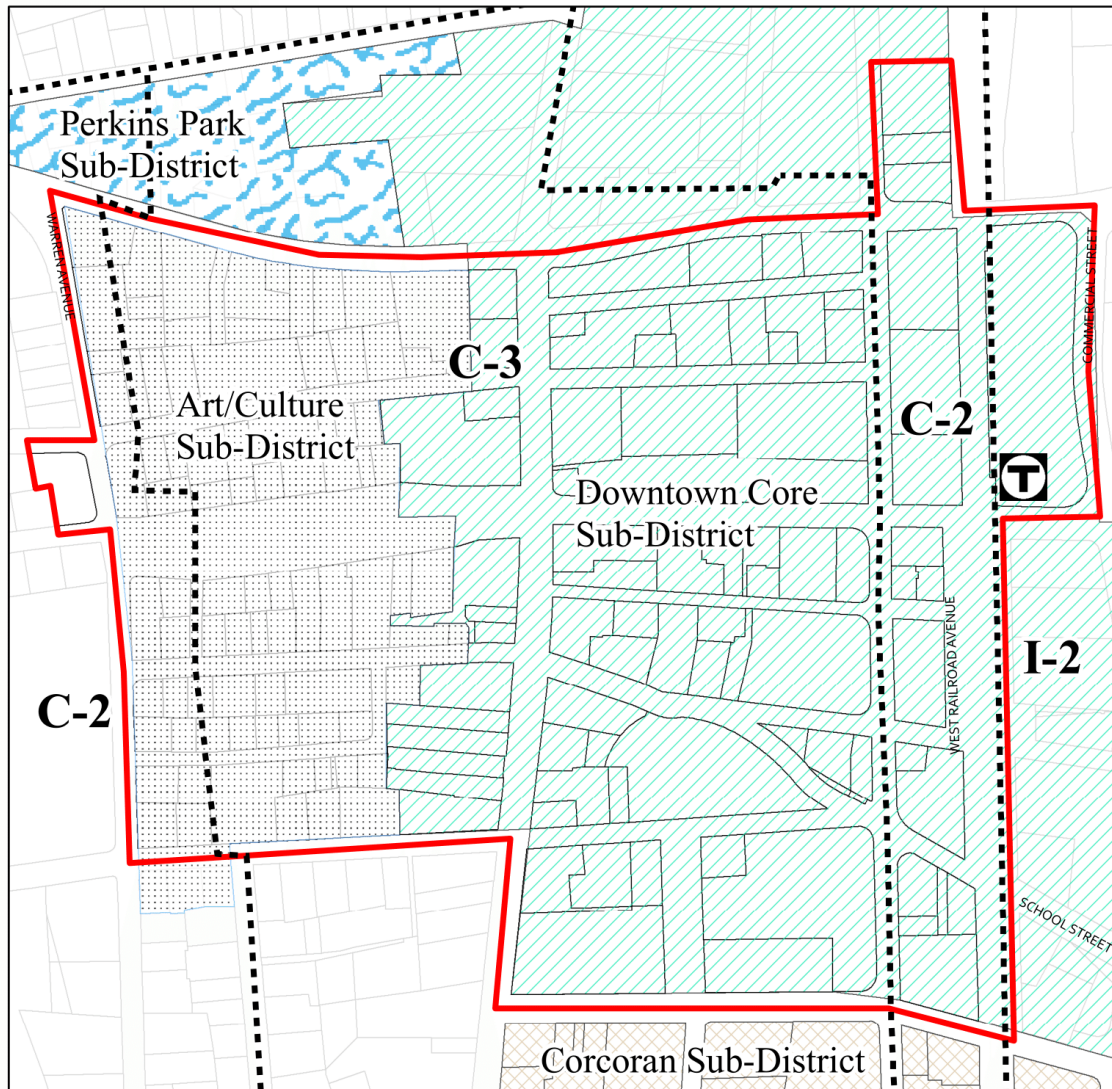 Perkins Park
Sub-District
WARREN AVENUE
COMMERCIAL STREET
C-3
Art/Culture
Sub-District
C-2
T
Downtown Core
Sub-District
WEST RAILROAD AVENUE
I-2
C-2
SCHOOL STREET
Corcoran Sub-District